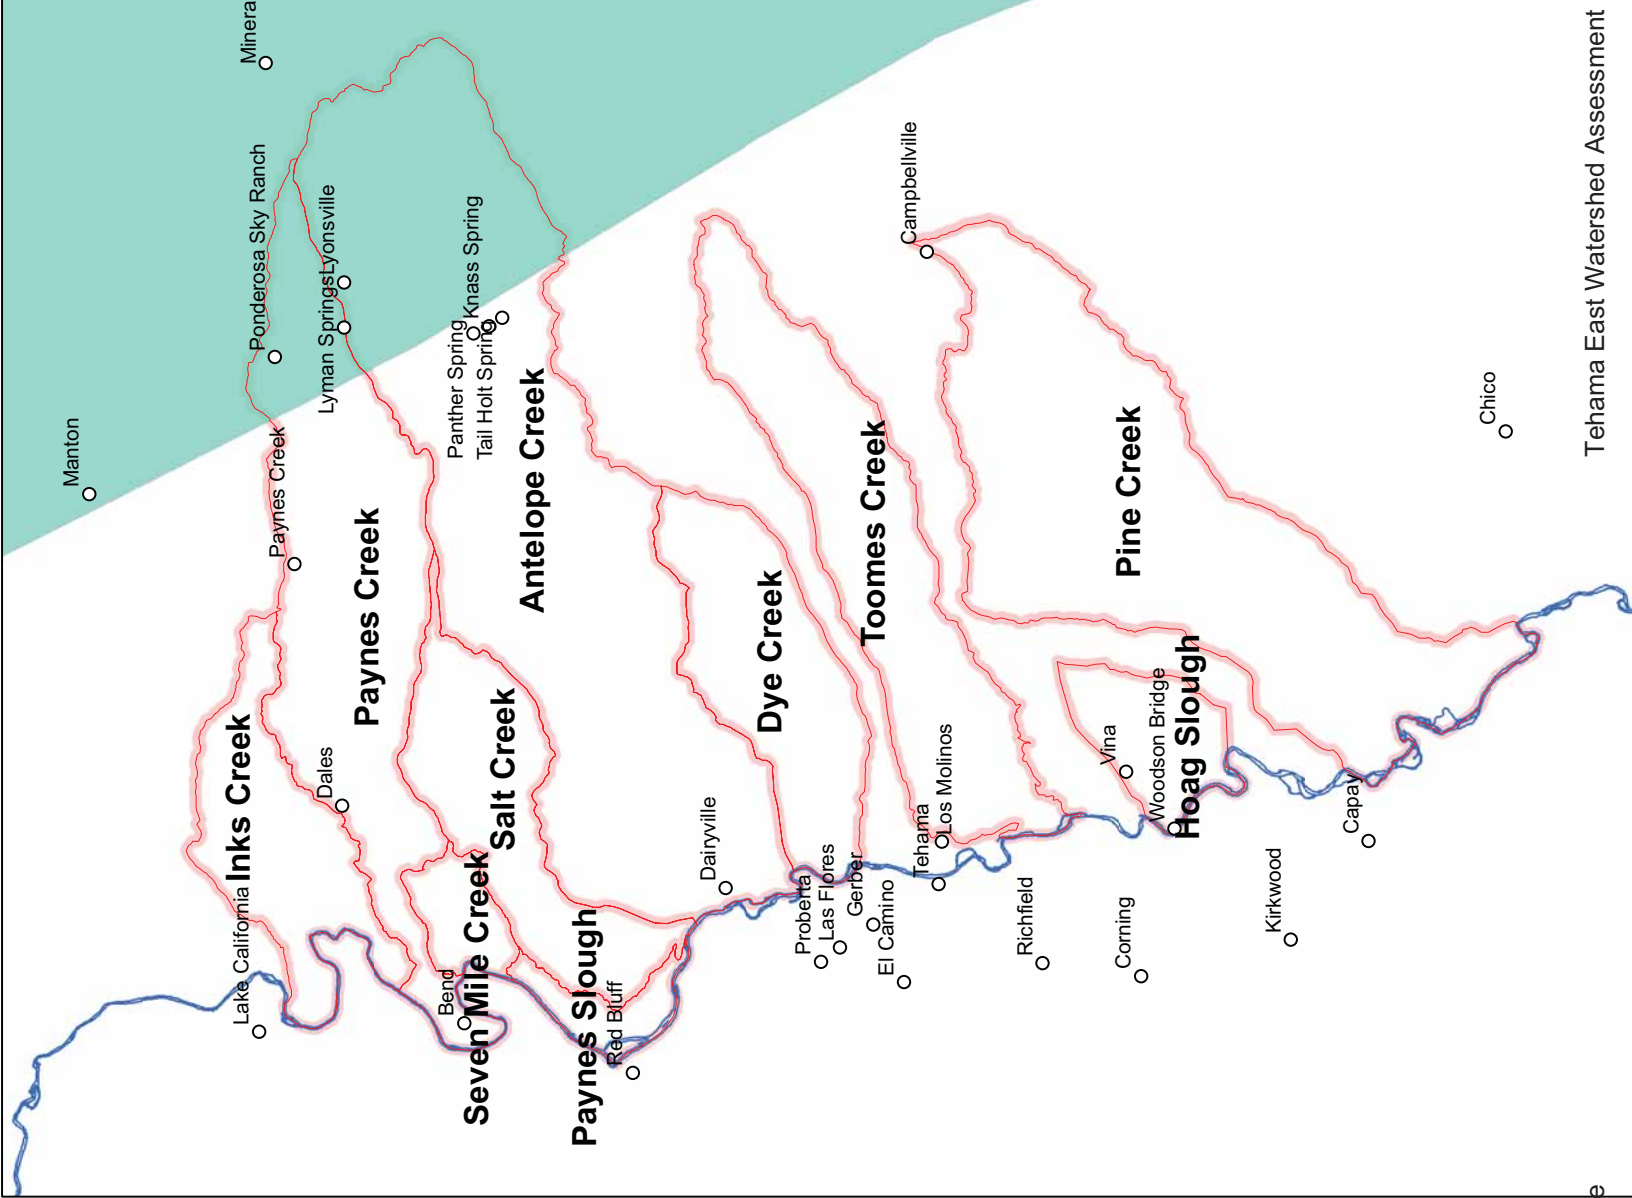 Minera
Manton
Ponderosa Sky Ranch
Lyonsville
Lyman Springs
Knass Spring
Panther Spring
Tail Holt Spring
Paynes Creek
Campbellville
Chico
Paynes Creek
Antelope Creek
Toomes Creek
Pine Creek
Dye Creek
Inks Creek
Dales
Salt Creek
Lake California
Seven Mile Creek
Bend
Paynes Slough
Red Bluff
Dairyville
Proberta
Las Flores
Gerber
El Camino
Tehama
Los Molinos
Richfield
Corning
Vina
Woodson Bridge
Hoag Slough
Kirkwood
Capay
Tehama East Watershed Assessment
e